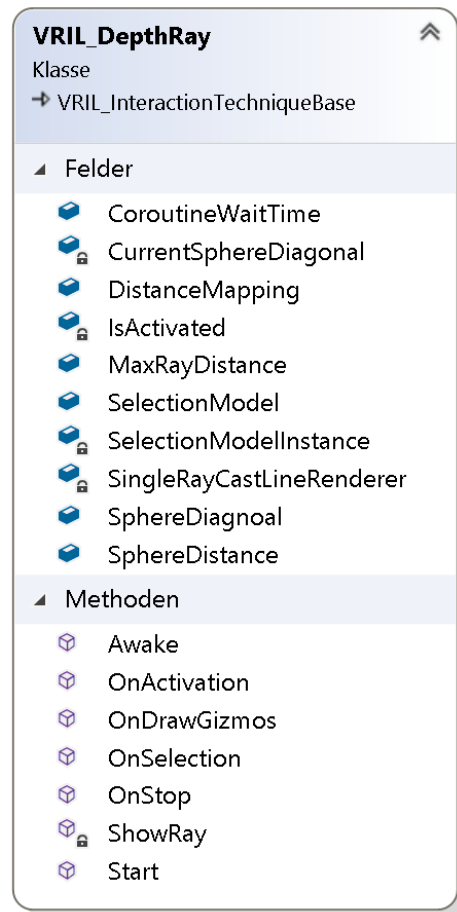 VRIL_DepthRay
Klasse
VRIL_InteractionTechniqueBase
Felder
CoroutineWaitTime
CurrentSphereDiagonal
DistanceMapping
IsActivated
MaxRayDistance
SelectionModel
SelectionModelInstance
SingleRayCastLineRenderer
SphereDiagnoal
SphereDistance
Methoden
Awake
OnActivation
OnDrawGizmos
OnSelection
OnStop
ShowRay
Start